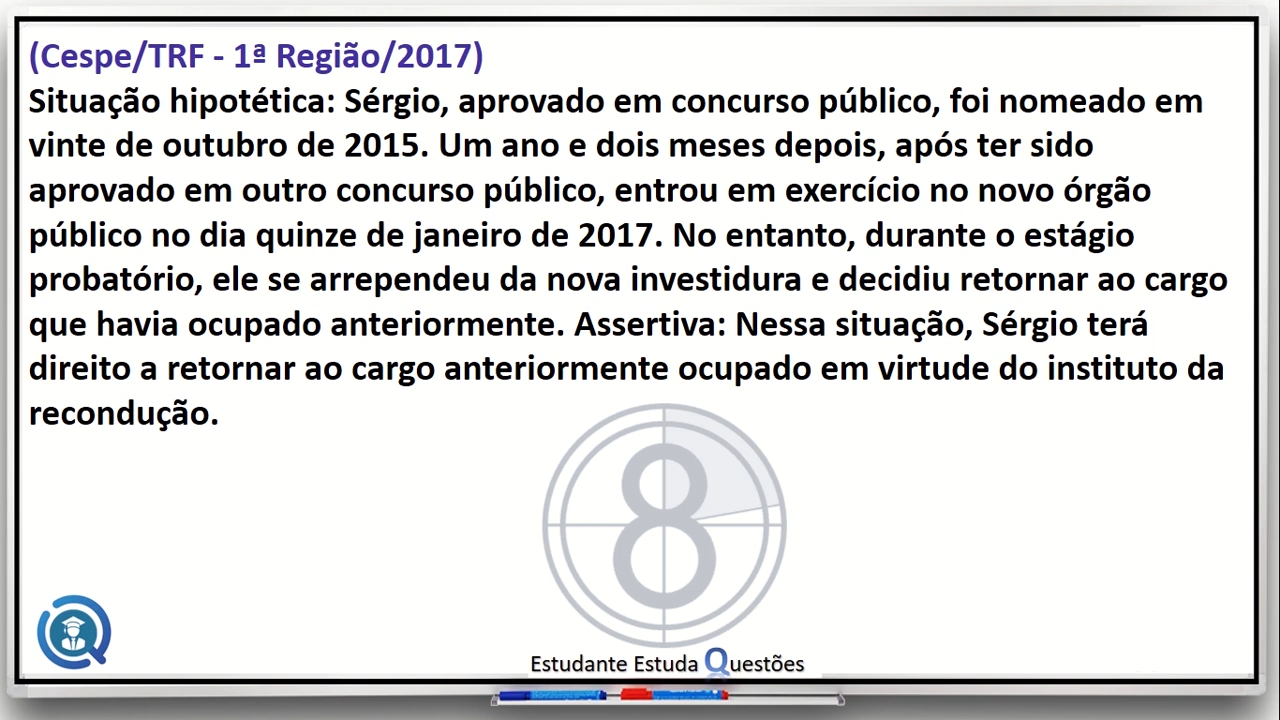 (Cespe/TRF - 1ª Região/2017)
Situação hipotética: Sérgio, aprovado em concurso público, foi nomeado em
vinte de outubro de 2015. Um ano e dois meses depois, após ter sido
aprovado em outro concurso público, entrou em exercício no novo órgão
público no dia quinze de janeiro de 2017. No entanto, durante o estágio
probatório, ele se arrependeu da nova investidura e decidiu retornar ao cargo
que havia ocupado anteriormente. Assertiva: Nessa situação, Sérgio terá
direito a retornar ao cargo anteriormente ocupado em virtude do instituto da
recondução.
8
Estudante Estuda Questões